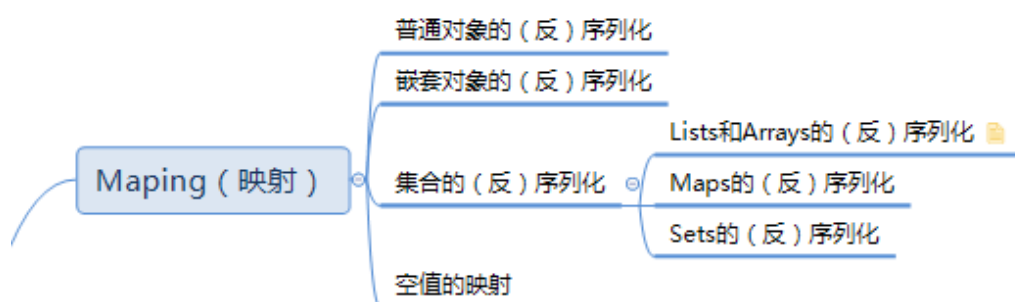 普通对象的（反）序列化
嵌套对象的（反）序列化
Lists和Arrays的（反）序列化
Maping（映射）
集合的（反）序列化
Maps的（反）序列化
Sets的（反）序列化
空值的映射